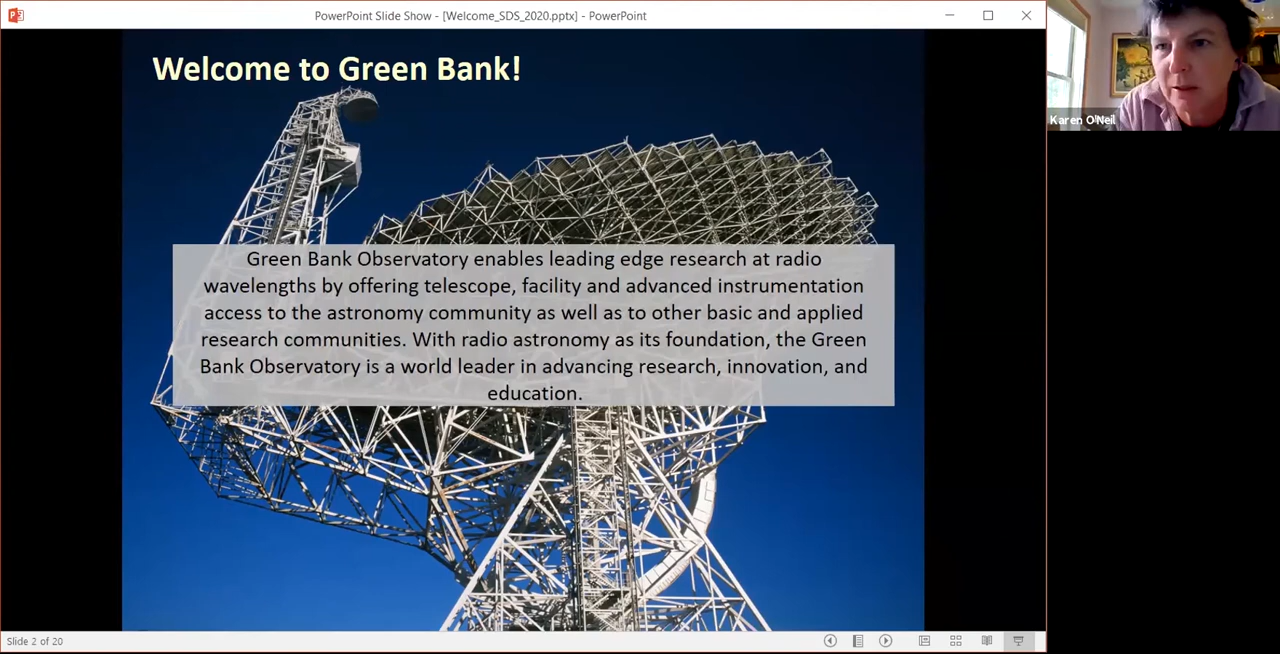 PowerPoint Slide Show - [Welcome_SDS_2020.pptx] - PowerPoint
Welcome to Green Bank!
Green Bank Observatory enables leading edge research at radio
wavelengths by offering telescope, facility and advanced instrumentation
access to the astronomy community as well as to other basic and applied
research communities. With radio astronomy as its foundation, the Green
Bank Observatory is a world leader in advancing research, innovation, and
education.
Karen O'Neil
Slide 2 of 20